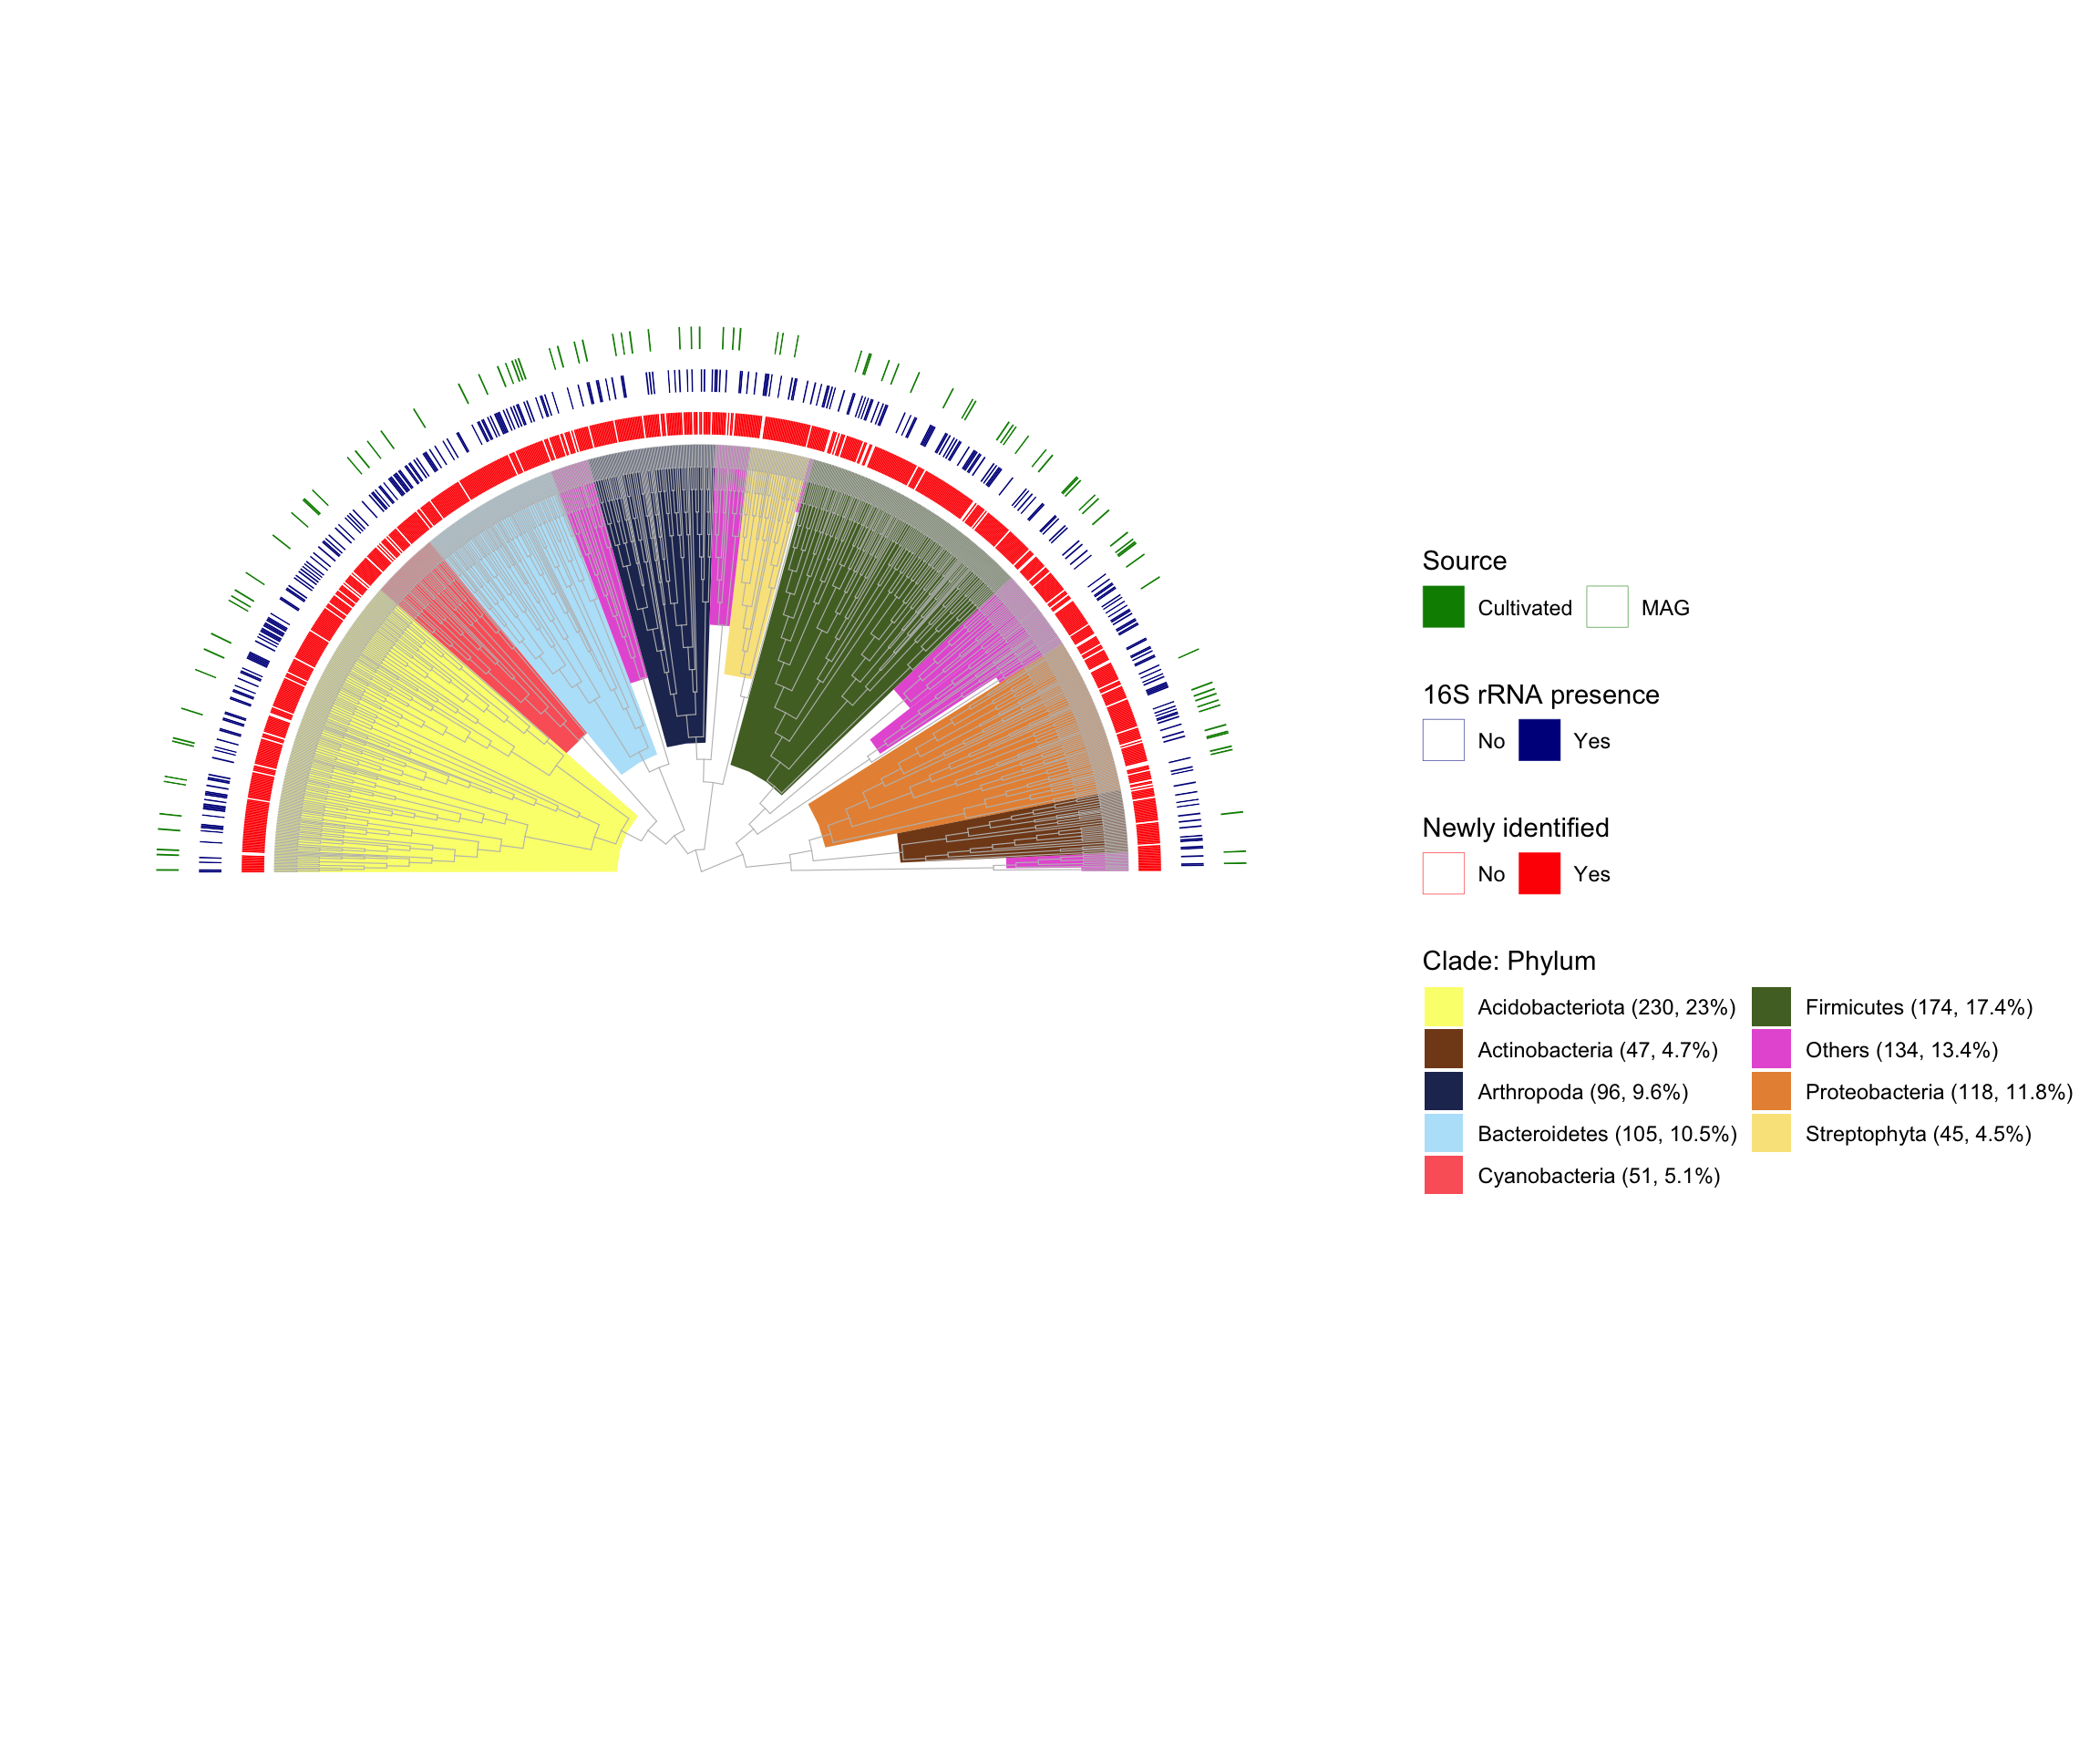 Source
Cultivated MAG
16S rRNA presence
No Yes
Newly identified
No Yes
Clade: Phylum
Acidobacteriota (230, 23%) Firmicutes (174, 17.4%)
Actinobacteria (47, 4.7%) Others (134, 13.4%)
Arthropoda (96, 9.6%) Proteobacteria (118, 11.8%)
Bacteroidetes (105, 10.5%) Streptophyta (45, 4.5%)
Cyanobacteria (51, 5.1%)